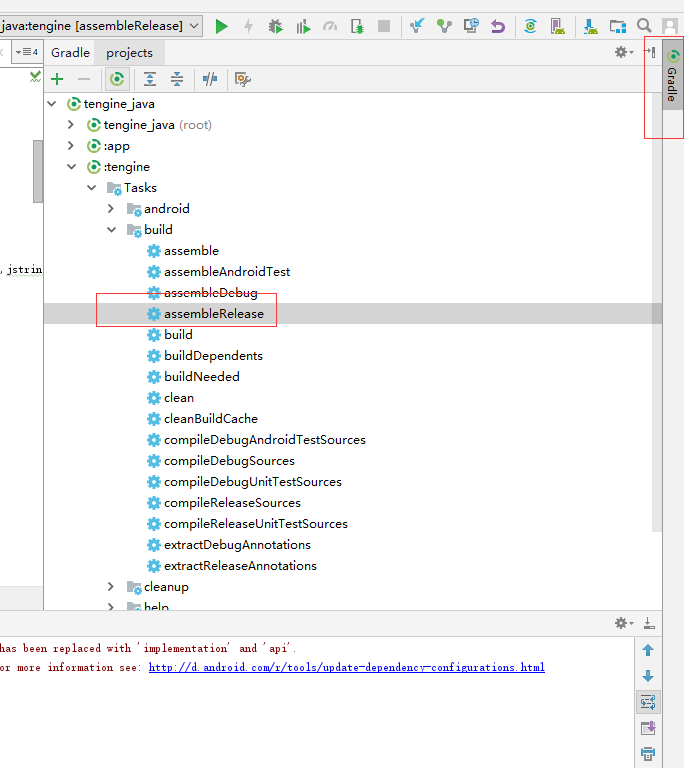 java:tengine [assembleRelease]
4
Gradle projects
Gradle
tengine_java
tengine_java (root)
:app
:tengine
Tasks
android
build
assemble
,jstrin
assembleAndroidTest
assembleDebug
assembleRelease
build
buildDependents
buildNeeded
clean
cleanBuildCache
compileDebugAndroidTestSources
compileDebugSources
compileDebugUnitTestSources
compileReleaseSources
compileReleaseUnitTestSources
extractDebugAnnotations
extractReleaseAnnotations
cleanup
help
has been replaced with 'implementation' and 'api'.
or more information see: http://d.android.com/r/tools/update-dependency-configurations.html